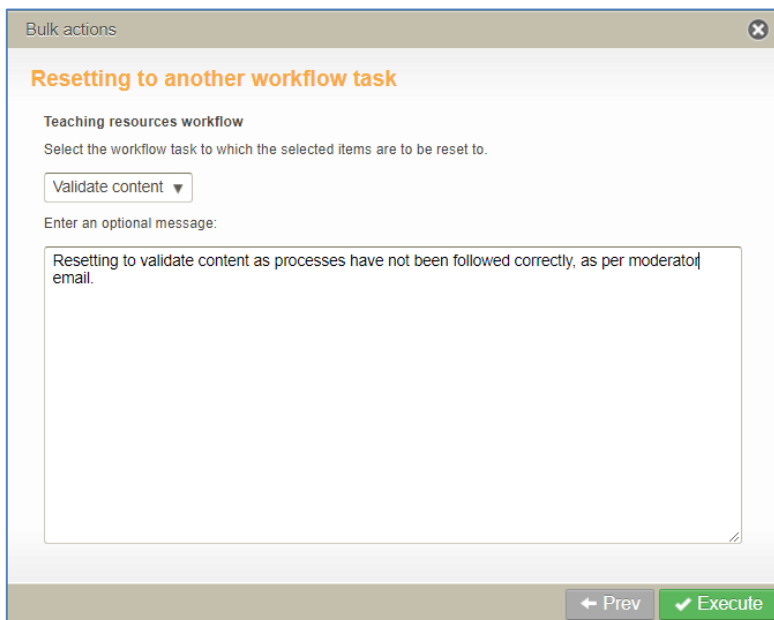 Bulk actions
Resetting to another workflow task
Teaching resources workflow
Select the workflow task to which the selected items are to be reset to.
Validate content
Enter an optional message:
Resetting to validate content as processes have not been followed correctly, as per moderator
email.
Prev
Execute